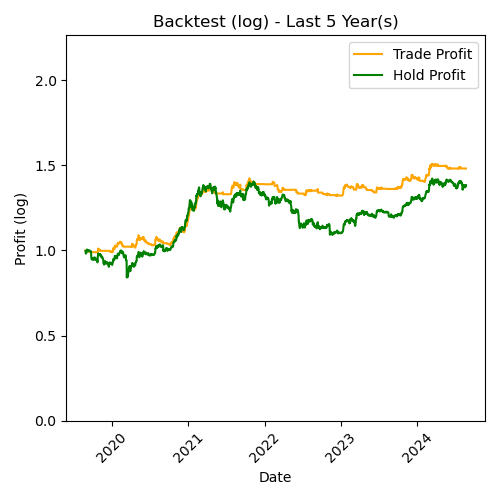 Backtest (log) - Last 5 Year(s)
Trade Profit
Hold Profit
Profit (log)
2.0
1.5
1.0
0.5
0.0
2020
2021
2022
2023
2024
Date